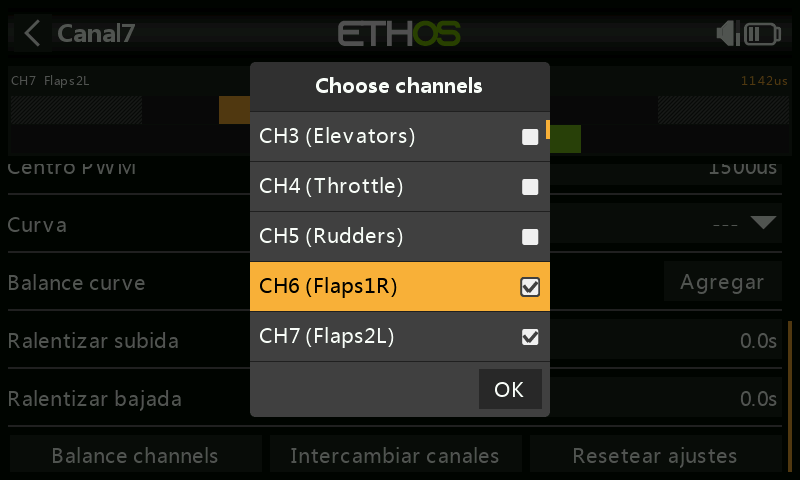 Canal7
ETHOS
CH7 Flaps2L
1142us
Choose channels
CH3 (Elevators)
CH4 (Throttle)
CH5 (Rudders)
CH6 (Flaps1R)
CH7 (Flaps2L)
OK
Centro PWM
1500us
Curva
---
Balance curve
Agregar
Ralentizar subida
0.0s
Ralentizar bajada
0.0s
Balance channels
Intercambiar canales
Resetear ajustes